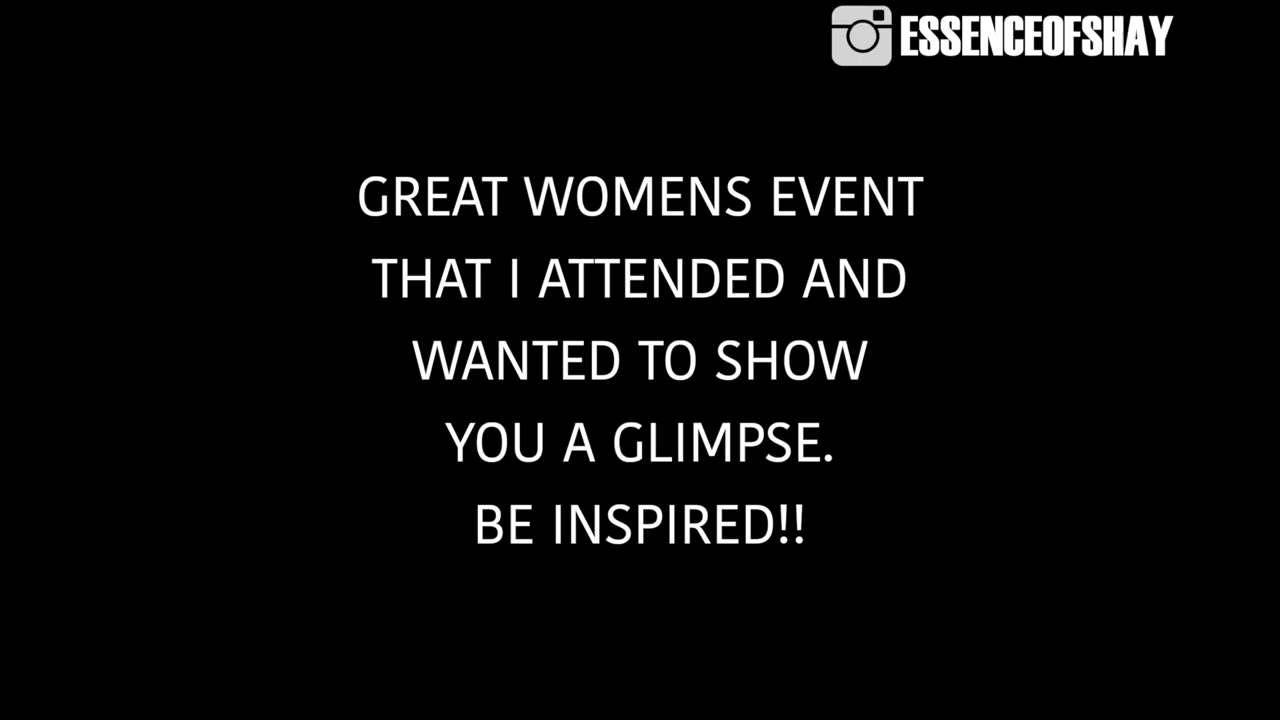 ESSENCEOFSHAY
GREAT WOMENS EVENT
THAT I ATTENDED AND
WANTED TO SHOW
YOU A GLIMPSE.
BE INSPIRED!!